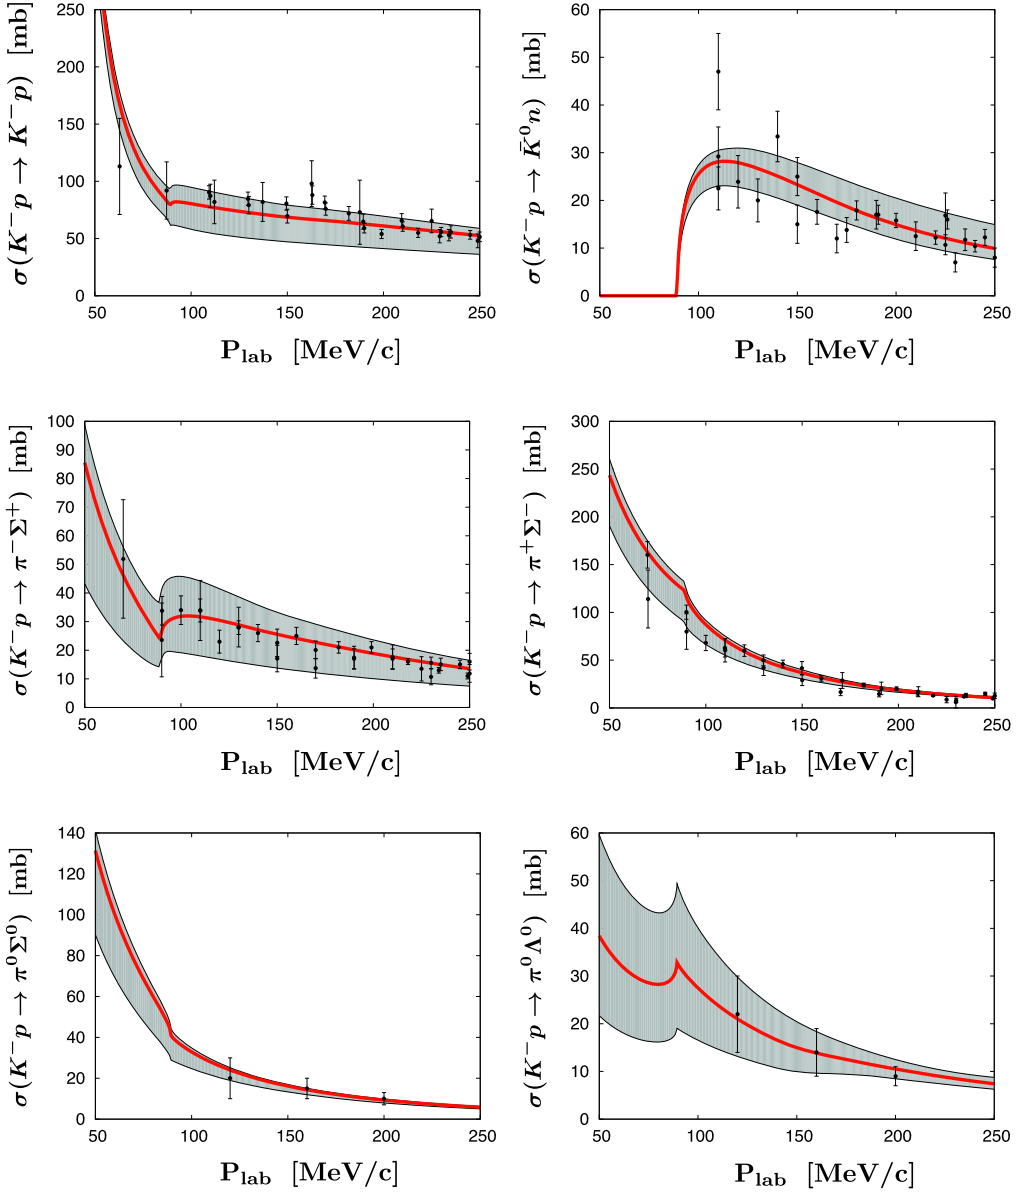 σ(K⁻p → K⁻p) [mb]
250
200
150
100
50
0
50 100 150 200 250
P_lab [MeV/c]
σ(K⁻p → K̄⁰n) [mb]
60
50
40
30
20
10
0
50 100 150 200 250
P_lab [MeV/c]
σ(K⁻p → π⁻Σ⁺) [mb]
100
90
80
70
60
50
40
30
20
10
0
50 100 150 200 250
P_lab [MeV/c]
σ(K⁻p → π⁺Σ⁻) [mb]
300
250
200
150
100
50
0
50 100 150 200 250
P_lab [MeV/c]
σ(K⁻p → π⁰Σ⁰) [mb]
140
120
100
80
60
40
20
0
50 100 150 200 250
P_lab [MeV/c]
σ(K⁻p → π⁰Λ⁰) [mb]
60
50
40
30
20
10
0
50 100 150 200 250
P_lab [MeV/c]